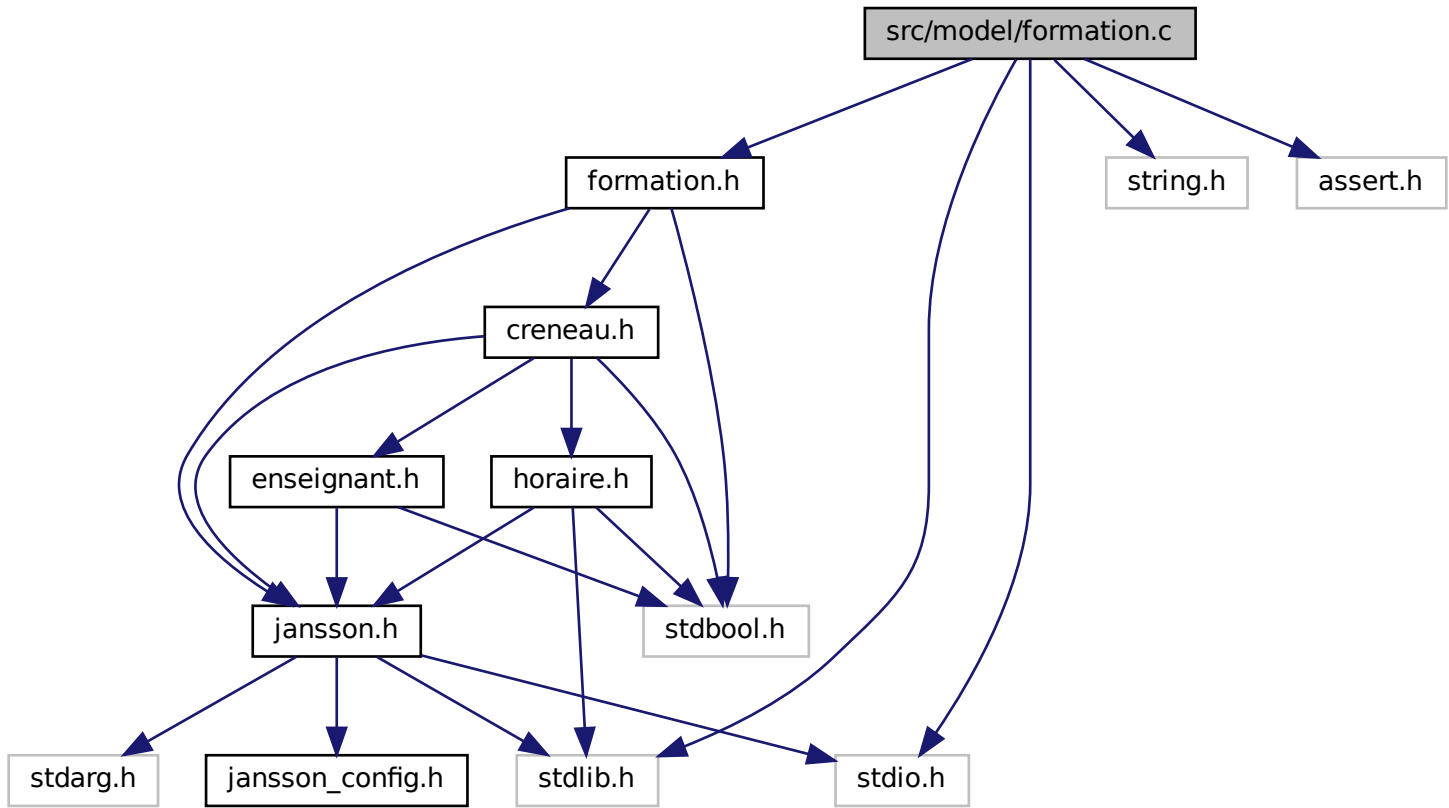 src/model/formation.c
formation.h
string.h
assert.h
creneau.h
enseignant.h
horaire.h
jansson.h
stdbool.h
stdarg.h
jansson_config.h
stdlib.h
stdio.h